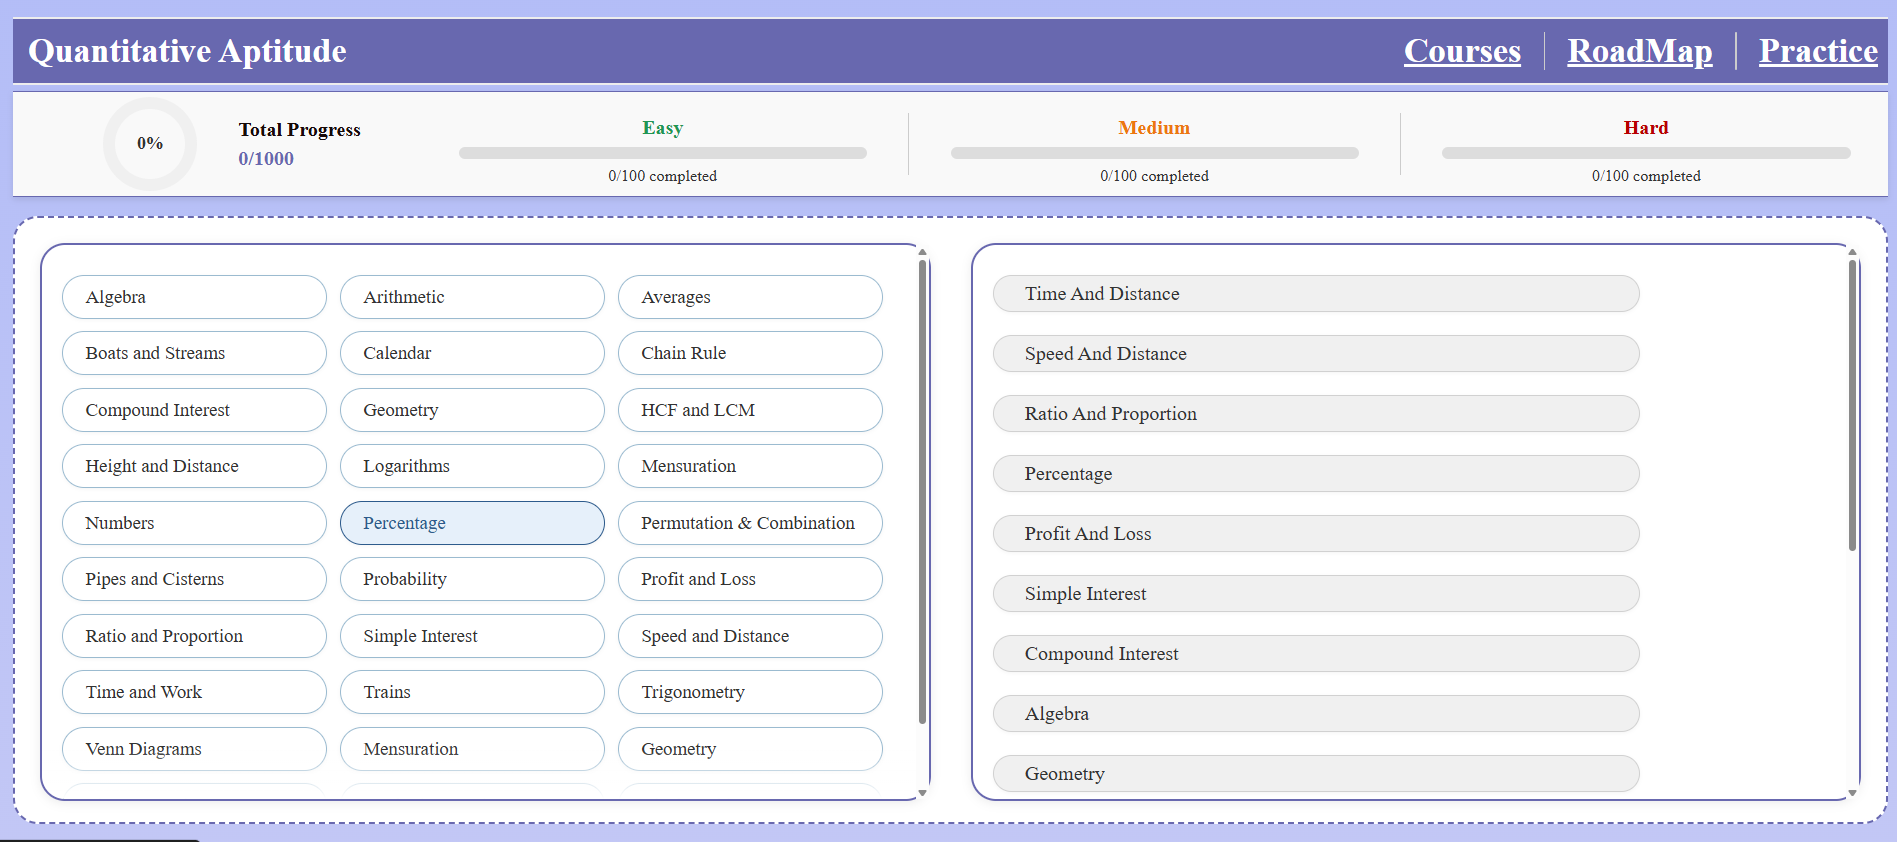 Quantitative Aptitude
Courses
RoadMap
Practice
0%
Total Progress
0/1000
Easy
0/100 completed
Medium
0/100 completed
Hard
0/100 completed
Algebra
Arithmetic
Averages
Boats and Streams
Calendar
Chain Rule
Compound Interest
Geometry
HCF and LCM
Height and Distance
Logarithms
Mensuration
Numbers
Percentage
Permutation & Combination
Pipes and Cisterns
Probability
Profit and Loss
Ratio and Proportion
Simple Interest
Speed and Distance
Time and Work
Trains
Trigonometry
Venn Diagrams
Mensuration
Geometry
Time And Distance
Speed And Distance
Ratio And Proportion
Percentage
Profit And Loss
Simple Interest
Compound Interest
Algebra
Geometry